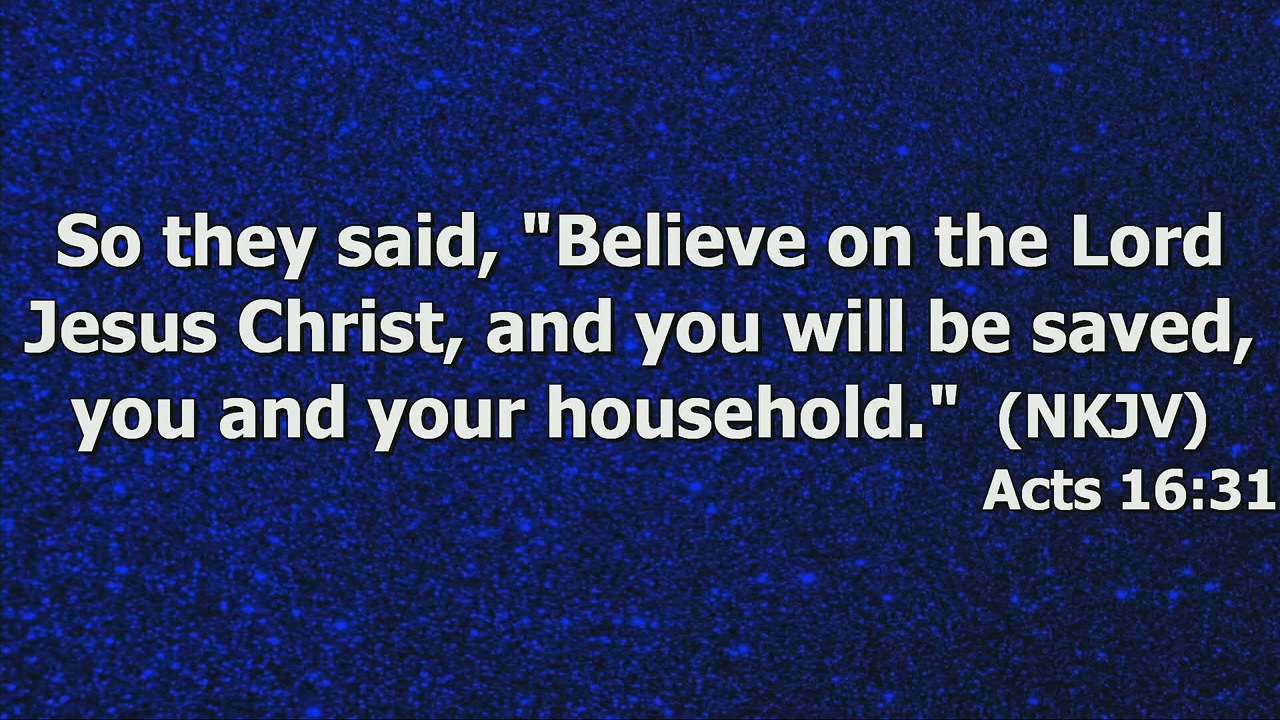 So they said, "Believe on the Lord
Jesus Christ, and you will be saved,
you and your household." (NKJV)
Acts 16:31